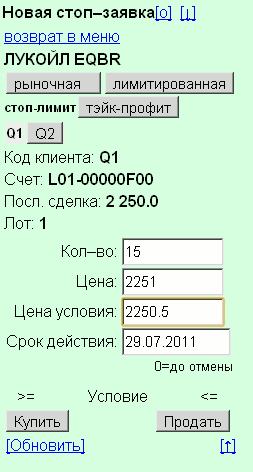 Новая стоп–заявка[o] [↓]
возврат в меню
ЛУКОЙЛ EQBR
рыночная лимитированная
стоп-лимит тэйк-профит
Q1 Q2
Код клиента: Q1
Счет: L01-00000F00
Посл. сделка: 2 250.0
Лот: 1
Кол–во: 15
Цена: 2251
Цена условия: 2250.5
Срок действия: 29.07.2011
0=до отмены
>= Условие <=
Купить Продать
[Обновить] [↑]